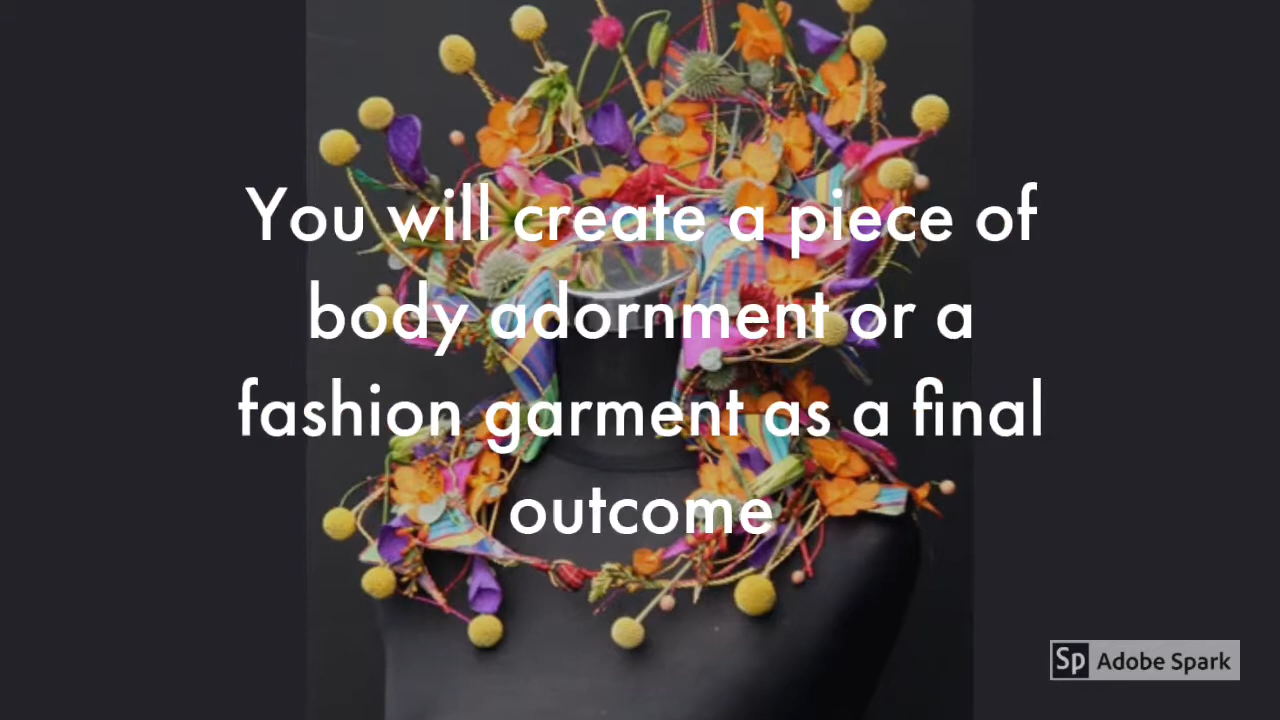 You will create a piece of
body adornment or a
fashion garment as a final
outcome
Sp Adobe Spark